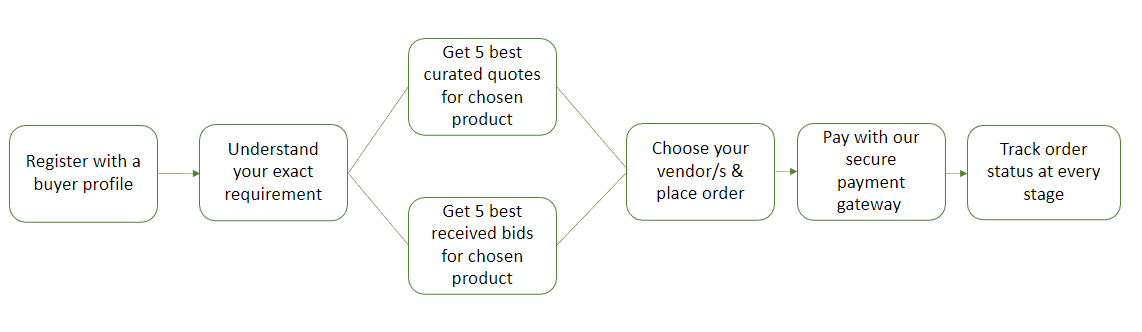 Register with a
buyer profile
Understand
your exact
requirement
Get 5 best
curated quotes
for chosen
product
Get 5 best
received bids
for chosen
product
Choose your
vendor/s &
place order
Pay with our
secure
payment
gateway
Track order
status at every
stage